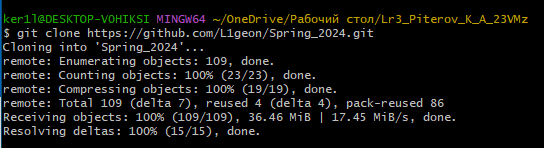 ker1l@DESKTOP-VOHIKSI MINGW64 ~/OneDrive/Рабочий стол/Lr3_Piterov_K_A_23VMz
$ git clone https://github.com/L1geon/Spring_2024.git
Cloning into 'Spring_2024'...
remote: Enumerating objects: 109, done.
remote: Counting objects: 100% (23/23), done.
remote: Compressing objects: 100% (19/19), done.
remote: Total 109 (delta 7), reused 4 (delta 4), pack-reused 86
Receiving objects: 100% (109/109), 36.46 MiB | 17.45 MiB/s, done.
Resolving deltas: 100% (15/15), done.